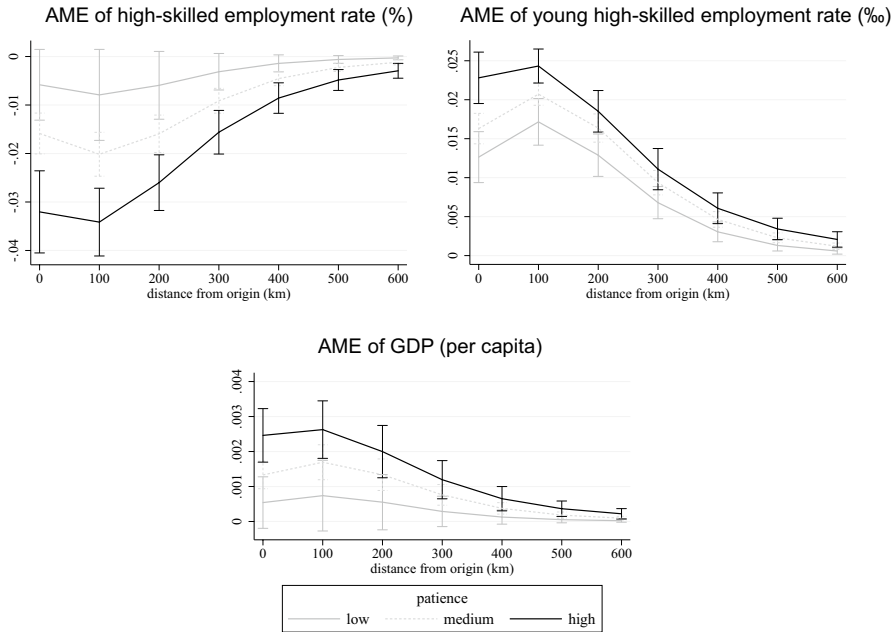 AME of high-skilled employment rate (%)
0
-.01
-.02
-.03
-.04
0 100 200 300 400 500 600
distance from origin (km)
AME of young high-skilled employment rate (‰)
.025
.02
.015
.01
.005
0
0 100 200 300 400 500 600
distance from origin (km)
AME of GDP (per capita)
.004
.003
.002
.001
0
0 100 200 300 400 500 600
distance from origin (km)
patience
low medium high